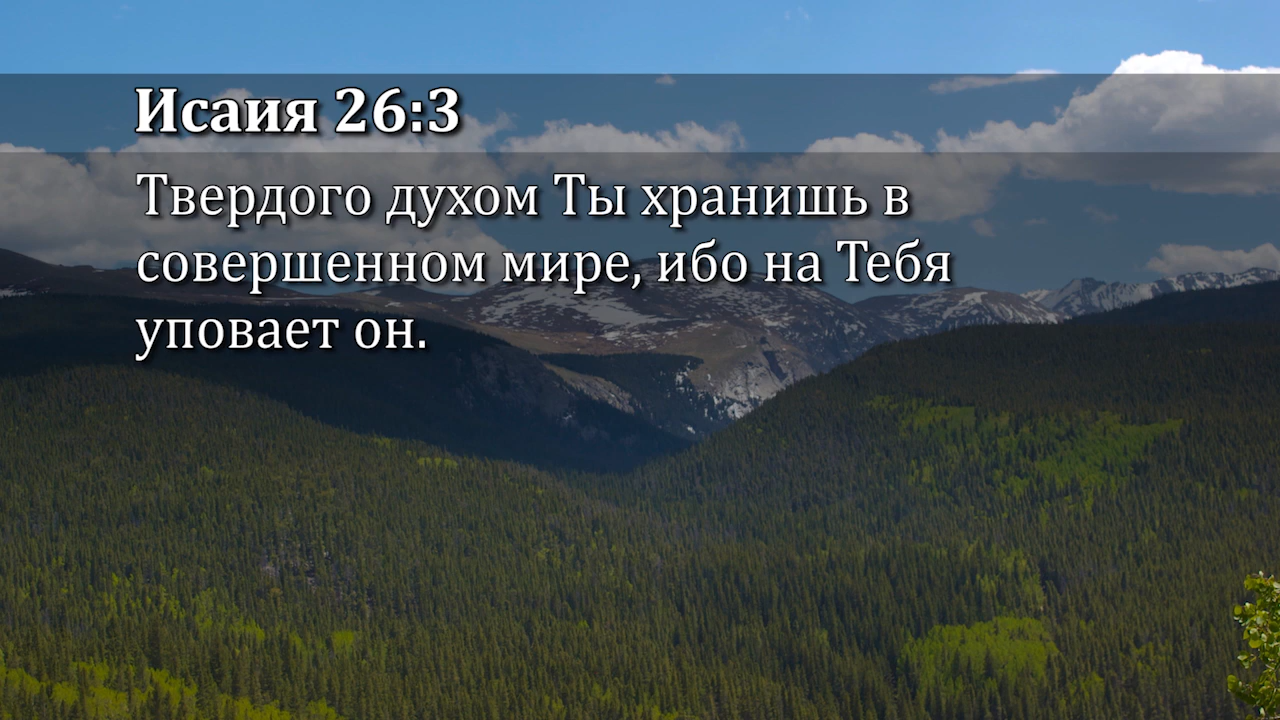 Исаия 26:3
Твердого духом Ты хранишь в
совершенном мире, ибо на Тебя
уповает он.